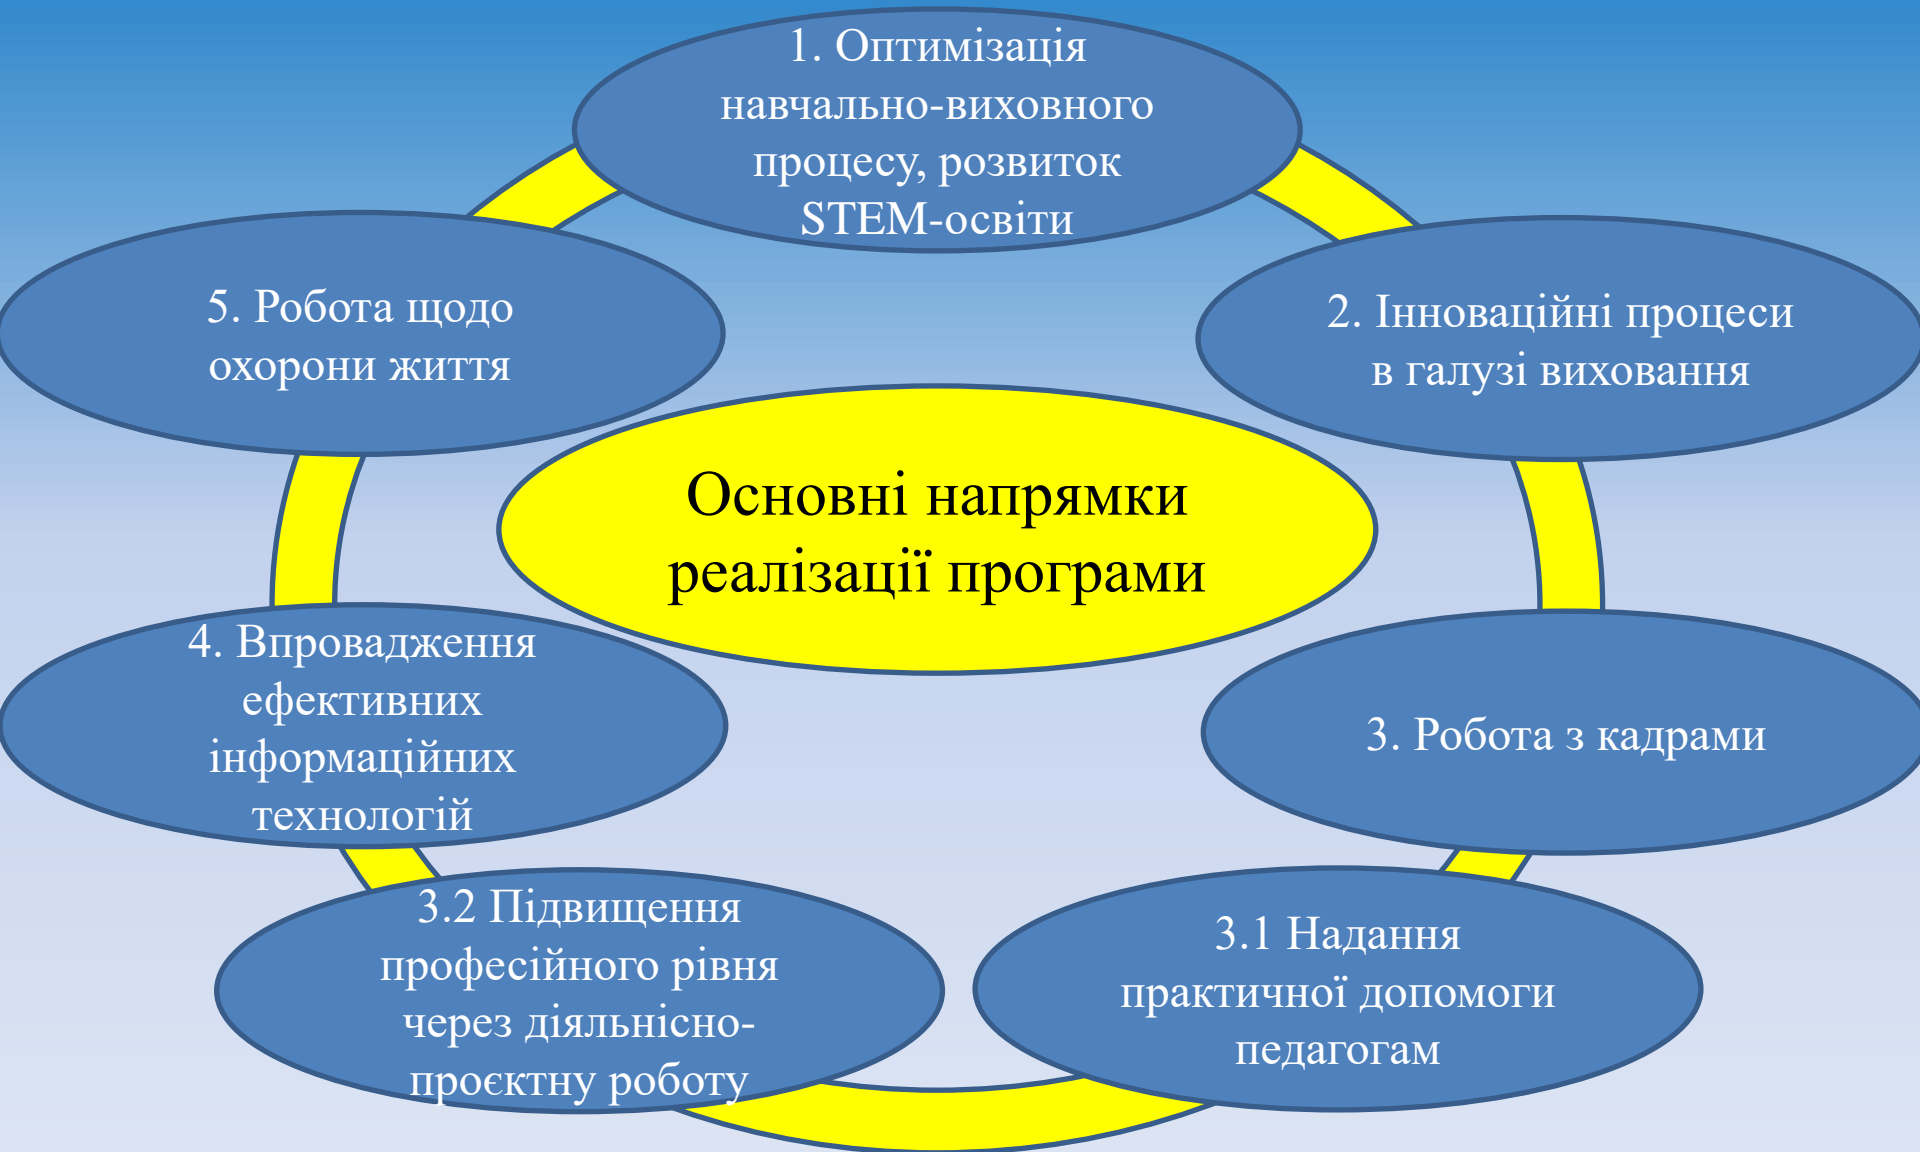 1. Оптимізація
навчально-виховного
процесу, розвиток
STEM-освіти
2. Інноваційні процеси
в галузі виховання
3. Робота з кадрами
3.1 Надання
практичної допомоги
педагогам
3.2 Підвищення
професійного рівня
через діяльнісно-
проєктну роботу
4. Впровадження
ефективних
інформаційних
технологій
5. Робота щодо
охорони життя
Основні напрямки
реалізації програми